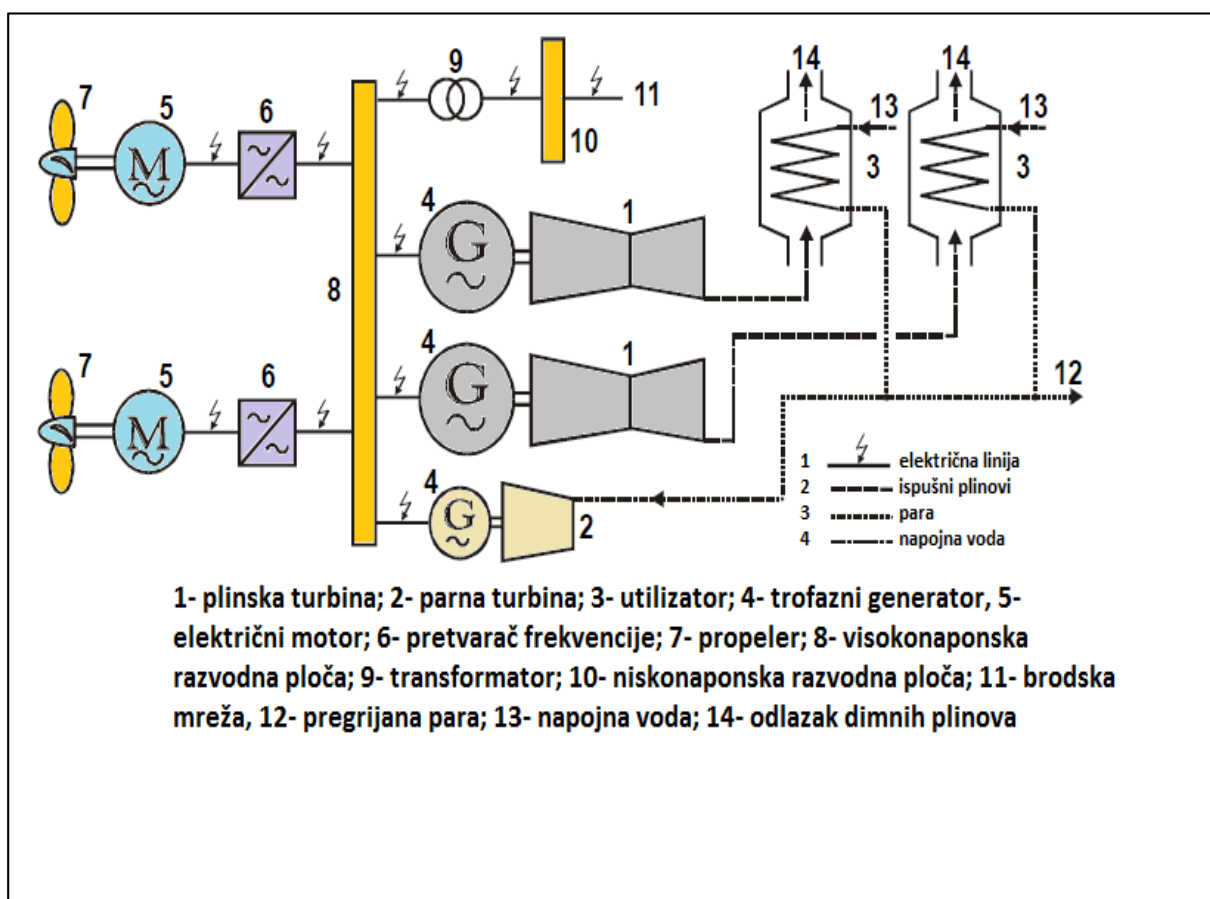 9
14
14
7
5
6
13
13
11
10
3
3
M
4
1
G
8
7
5
6
4
1
12
M
G
1 električna linija
2 ispušni plinovi
3 para
4 napojna voda
4
G
2
1- plinska turbina; 2- parna turbina; 3- utilizator; 4- trofazni generator, 5-
električni motor; 6- pretvarač frekvencije; 7- propeler; 8- visokonaponska
razvodna ploča; 9- transformator; 10- niskonaponska razvodna ploča; 11- brodska
mreža, 12- pregrijana para; 13- napojna voda; 14- odlazak dimnih plinova